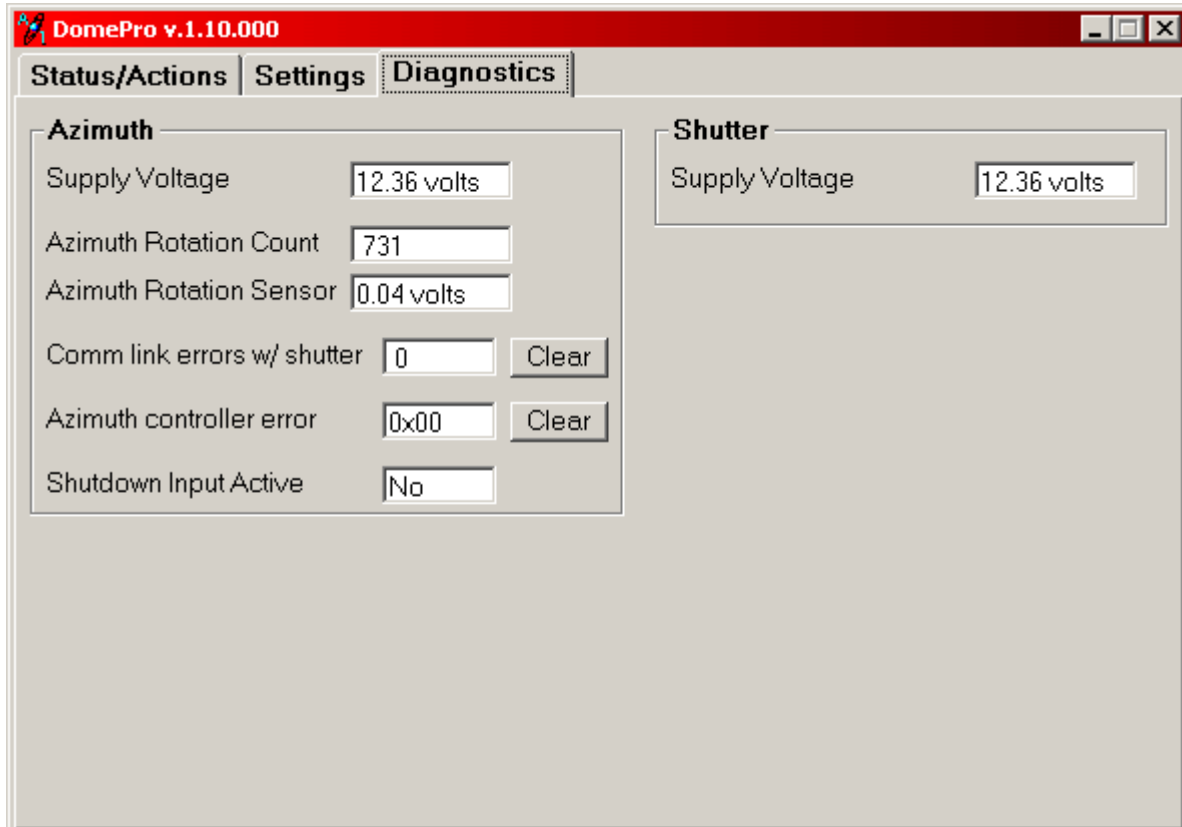 DomePro v.1.10.000
Status/Actions Settings Diagnostics
Azimuth
Supply Voltage 12.36 volts
Azimuth Rotation Count 731
Azimuth Rotation Sensor 0.04 volts
Comm link errors w/ shutter 0 Clear
Azimuth controller error 0x00 Clear
Shutdown Input Active No
Shutter
Supply Voltage 12.36 volts